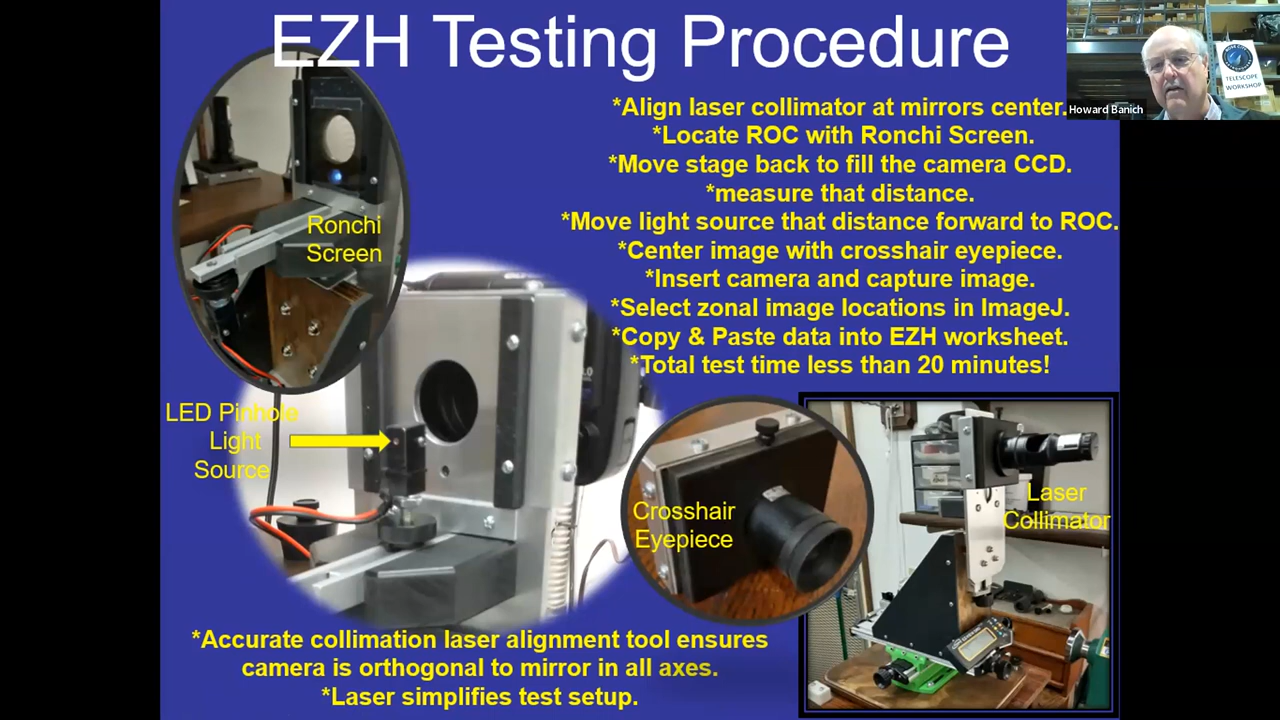 EZH Testing Procedure
*Align laser collimator at mirrors center.
*Locate ROC with Ronchi Screen.
*Move stage back to fill the camera CCD.
*measure that distance.
*Move light source that distance forward to ROC.
*Center image with crosshair eyepiece.
*Insert camera and capture image.
*Select zonal image locations in ImageJ.
*Copy & Paste data into EZH worksheet.
*Total test time less than 20 minutes!
Ronchi
Screen
LED Pinhole
Light
Source
Crosshair
Eyepiece
Laser
Collimator
*Accurate collimation laser alignment tool ensures
camera is orthogonal to mirror in all axes.
*Laser simplifies test setup.
Howard Banich
TELESCOPE
WORKSHOP